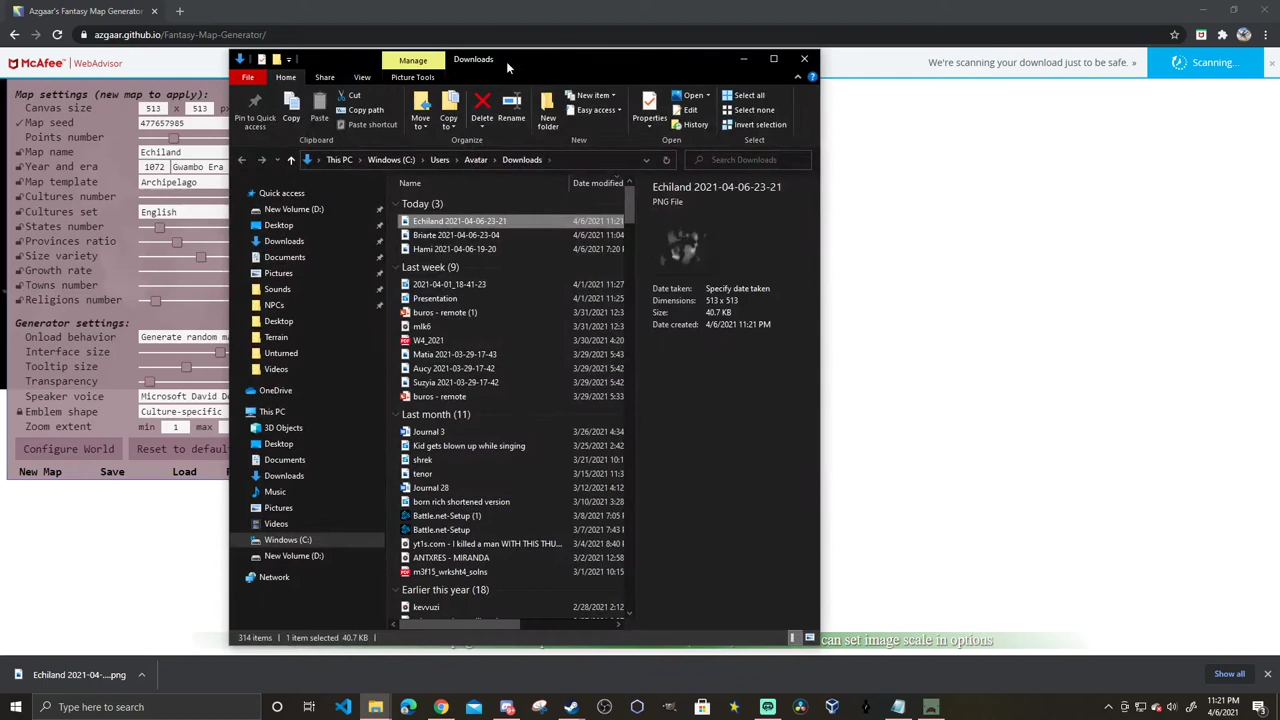 Azgaar's Fantasy Map Generator
azgaar.github.io/Fantasy-Map-Generator/
McAfee WebAdvisor
We're scanning your download just to be safe. »
Scanning...
Manage
Downloads
File
Home
Share
View
Picture Tools
Pin to Quick access
Copy
Paste
Cut
Copy path
Paste shortcut
Clipboard
Move to
Copy to
Delete
Rename
Organize
New folder
New item
Easy access
New
Properties
Open
Edit
History
Open
Select all
Select none
Invert selection
Select
This PC > Windows (C:) > Users > Avatar > Downloads >
Search Downloads
Map settings (new map to apply):
Canvas size 513 x 513 px
Map seed 477657985
Points number
Map name Echiland
Year and era 1072 Gwambo Era
Map template Archipelago
Cultures number
Cultures set English
States number
Provinces ratio
Size variety
Growth rate
Towns number
Religions number
Generator settings:
Onload behavior Generate random
Interface size
Tooltip size
Transparency
Speaker voice Microsoft David
Emblem shape Culture-specific
Zoom extent min 1 max
Configure World
Reset to
New Map
Save
Load
Quick access
New Volume (D:)
Desktop
Downloads
Documents
Pictures
Sounds
NPCs
Desktop
Terrain
Unturned
Videos
OneDrive
This PC
3D Objects
Desktop
Documents
Downloads
Music
Pictures
Videos
Windows (C:)
New Volume (D:)
Network
Name
Date modified
Today (3)
Echiland 2021-04-06-23-21 4/6/2021 11:21
Briarte 2021-04-06-23-04 4/6/2021 11:04
Hami 2021-04-06-19-20 4/6/2021 7:20
Last week (9)
2021-04-01_18-41-23 4/1/2021 11:27
Presentation 4/1/2021 11:25
buros - remote (1) 3/31/2021 12:3
mlk6 3/31/2021 12:3
W4_2021 3/30/2021 4:20
Matia 2021-03-29-17-43 3/29/2021 5:43
Aucy 2021-03-29-17-42 3/29/2021 5:43
Suzyia 2021-03-29-17-42 3/29/2021 5:43
buros - remote 3/29/2021 5:33
Last month (11)
Journal 3 3/26/2021 4:34
Kid gets blown up while singing 3/25/2021 2:42
shrek 3/21/2021 10:1
tenor 3/15/2021 11:3
Journal 28 3/12/2021 4:12
born rich shortened version 3/10/2021 3:28
Battle.net-Setup (1) 3/8/2021 7:05
Battle.net-Setup 3/7/2021 7:43
yt1s.com - I killed a man WITH THIS THU... 3/4/2021 8:40
ANTXRES - MIRANDA 3/2/2021 12:58
m3f15_wrksht4_solns 3/1/2021 10:15
Earlier this year (18)
kevvuzi 2/28/2021 2:12
Echiland 2021-04-06-23-21
PNG File
Date taken: Specify date taken
Dimensions: 513 x 513
Size: 40.7 KB
Date created: 4/6/2021 11:21 PM
314 items
1 item selected 40.7 KB
can set image scale in options
Echiland 2021-04-....png
Show all
Type here to search
11:21 PM
4/6/2021